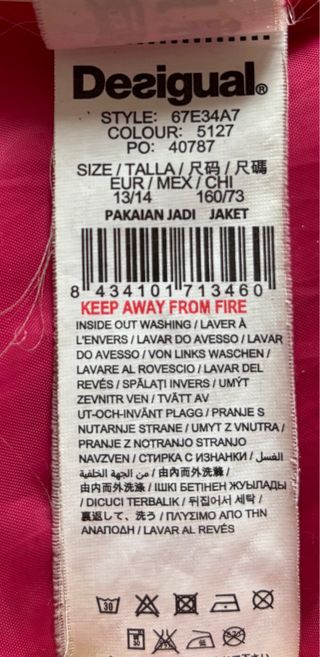 Desigual®
STYLE: 67E34A7
COLOUR: 5127
PO: 40787
SIZE / TALLA / 尺码 / 尺碼
EUR / MEX / CHI
13/14 160/73
PAKAIAN JADI JAKET
8 434101 713460
KEEP AWAY FROM FIRE
INSIDE OUT WASHING / LAVER À
L'ENVERS / LAVAR DO AVESSO / LAVAR
DO AVESSO / VON LINKS WASCHEN /
LAVARE AL ROVESCIO / LAVAR DEL
REVÉS / SPĂLAŢI INVERS / UMÝT
ZEVNITR VEN / TVÄTT AV
UT-OCH-INVÄNT PLAGG / PRANJE S
NUTARNJE STRANE / UMYT Z VNUTRA /
PRANJE Z NOTRANJO STRANJO
NAVZVEN / СТИРКА С ИЗНАНКИ / الغسيل
من الجهة الخلفية / 由內而外洗滌 /
由内而外洗涤 / ІШКІ БЕТІНЕН ЖУЫЛАДЫ
/ DICUCI TERBALIK / 뒤집어서 세탁 /
裏返して、洗う / ΠΛΥΣΙΜΟ ΑΠΟ ΤΗΝ
ΑΝΑΠΟΔΗ / LAVAR AL REVÉS
30